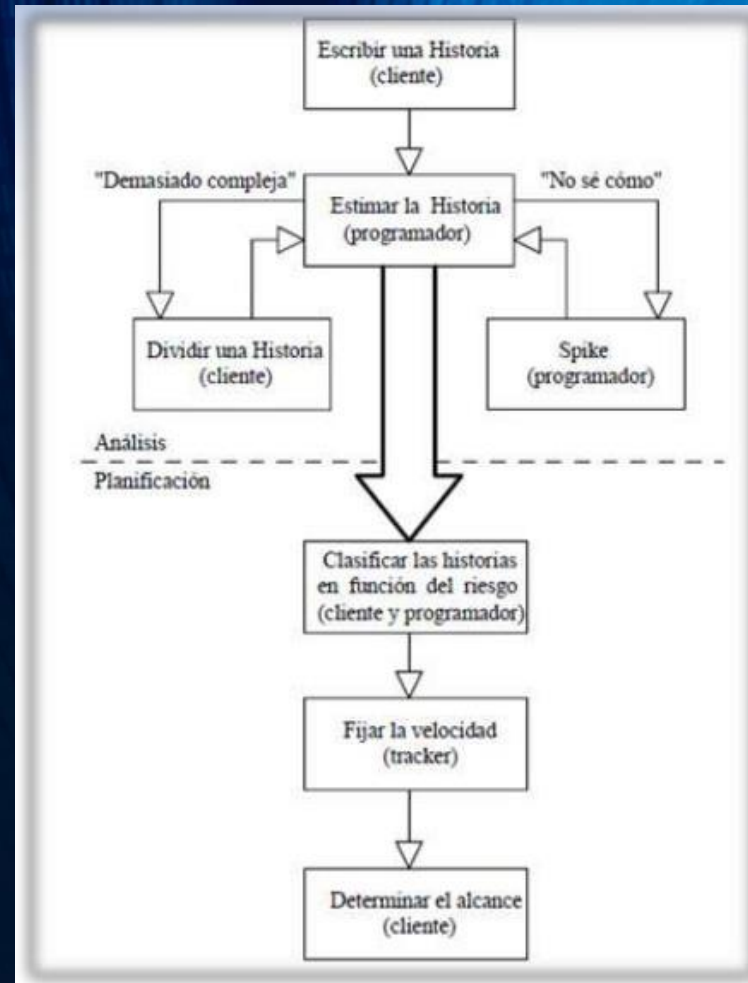 Escribir una Historia
(cliente)
"Demasiado compleja"
"No sé cómo"
Estimar la Historia
(programador)
Dividir una Historia
(cliente)
Spike
(programador)
Análisis
Planificación
Clasificar las historias
en función del riesgo
(cliente y programador)
Fijar la velocidad
(tracker)
Determinar el alcance
(cliente)